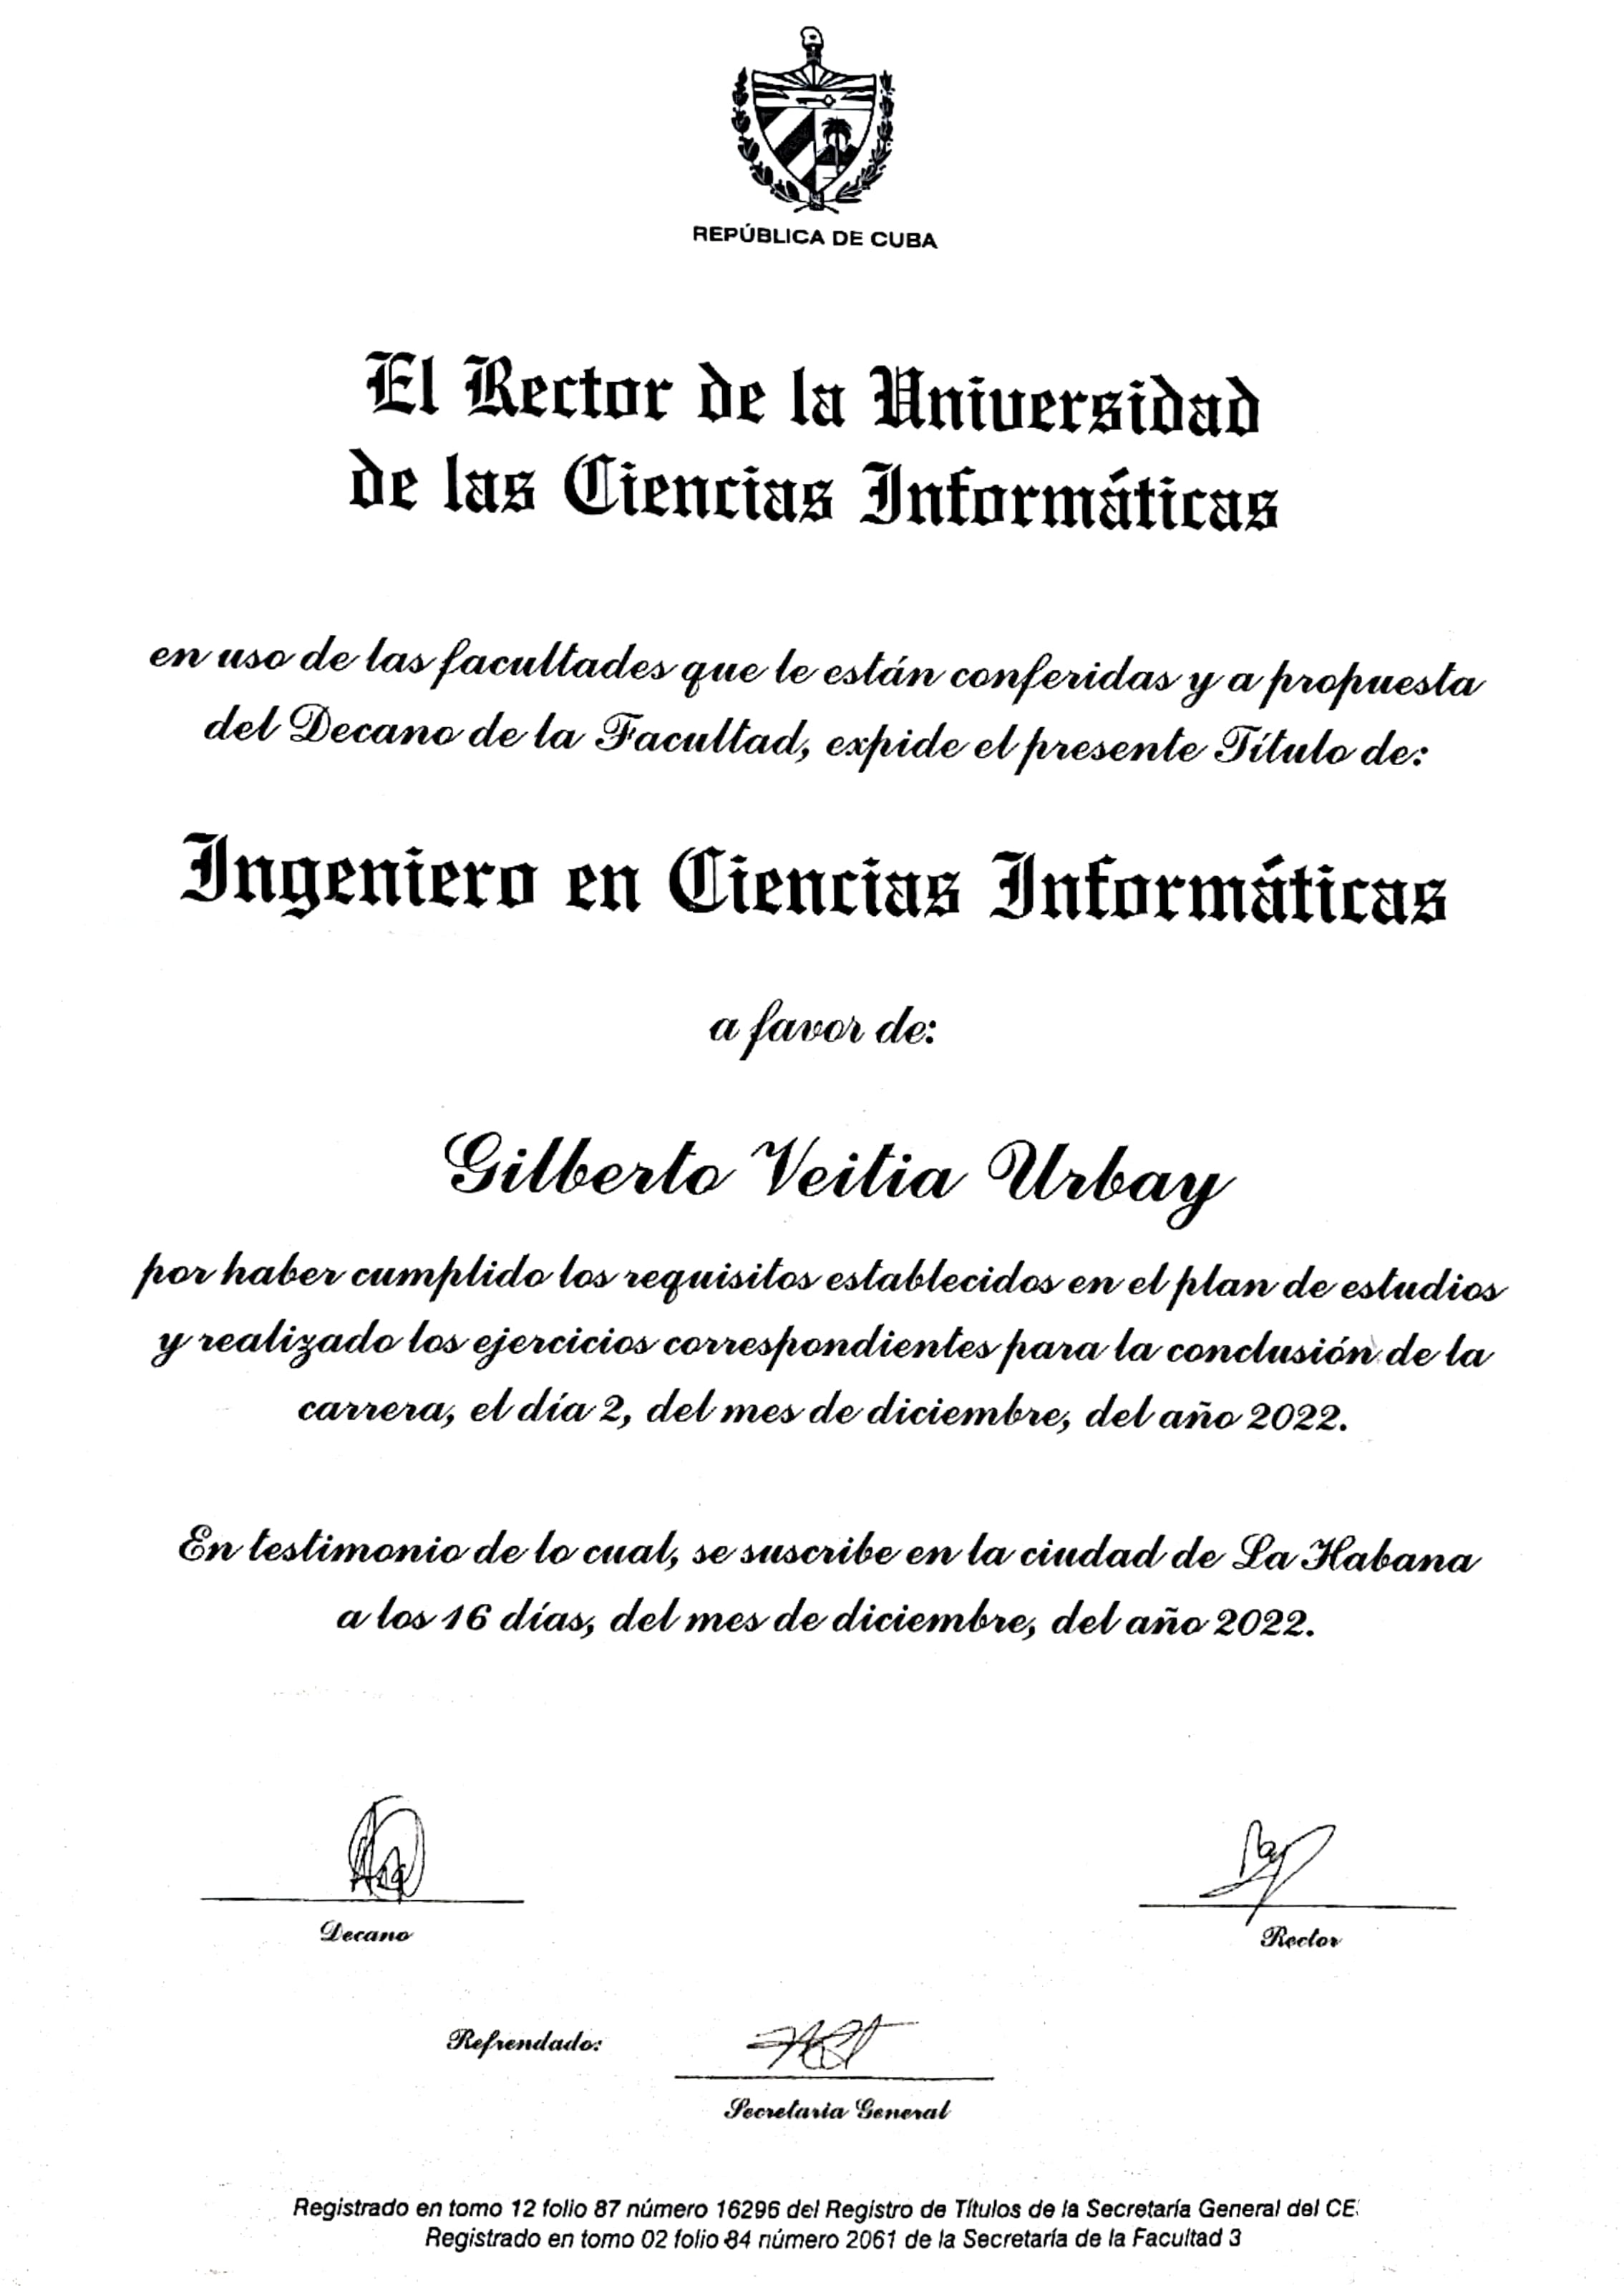 REPÚBLICA DE CUBA
El Rector de la Universidad
de las Ciencias Informáticas
en uso de las facultades que le están conferidas y a propuesta
del Decano de la Facultad, expide el presente Título de:
Ingeniero en Ciencias Informáticas
a favor de:
Gilberto Veitia Urbay
por haber cumplido los requisitos establecidos en el plan de estudios
y realizado los ejercicios correspondientes para la conclusión de la
carrera, el día 2, del mes de diciembre, del año 2022.
En testimonio de lo cual, se suscribe en la ciudad de La Habana
a los 16 días, del mes de diciembre, del año 2022.
Decano
Rector
Refrendado:
Secretaria General
Registrado en tomo 12 folio 87 número 16296 del Registro de Títulos de la Secretaría General del CE
Registrado en tomo 02 folio 84 número 2061 de la Secretaría de la Facultad 3